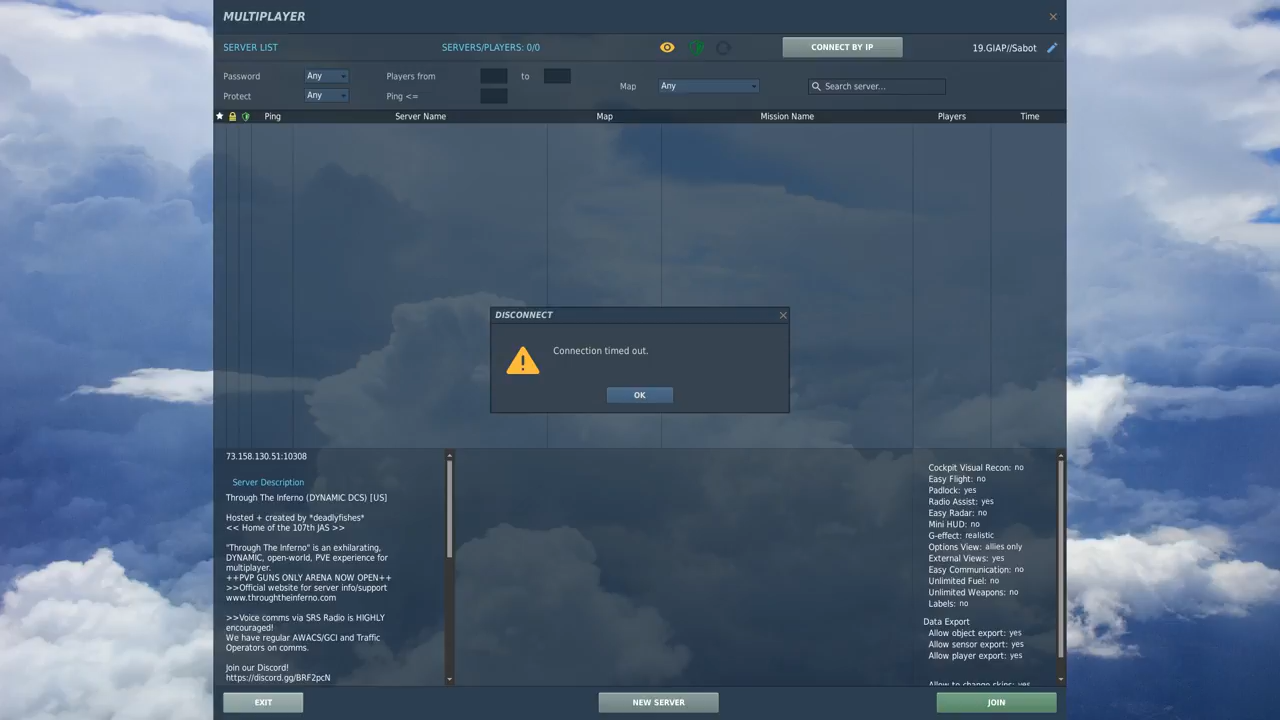 MULTIPLAYER
SERVER LIST
SERVERS/PLAYERS: 0/0
CONNECT BY IP
19.GIAP//Sabot
Password Any Players from to
Map Any Search server...
Protect Any Ping <=
Ping Server Name Map Mission Name Players Time
DISCONNECT
Connection timed out.
OK
73.158.130.51:10308
Server Description
Through The Inferno (DYNAMIC DCS) [US]
Hosted + created by *deadlyfishes*
<< Home of the 107th JAS >>
"Through The Inferno" is an exhilarating,
DYNAMIC, open-world, PVE experience for
multiplayer.
++PVP GUNS ONLY ARENA NOW OPEN++
>>Official website for server info/support
www.throughtheinferno.com
>>Voice comms via SRS Radio is HIGHLY
encouraged!
We have regular AWACS/GCI and Traffic
Operators on comms.
Join our Discord!
https://discord.gg/BRF2pcN
Cockpit Visual Recon: no
Easy Flight: no
Padlock: yes
Radio Assist: yes
Easy Radar: no
Mini HUD: no
G-effect: realistic
Options View: allies only
External Views: yes
Easy Communication: no
Unlimited Fuel: no
Unlimited Weapons: no
Labels: no
Data Export
Allow object export: yes
Allow sensor export: yes
Allow player export: yes
Allow to change skins: yes
EXIT
NEW SERVER
JOIN